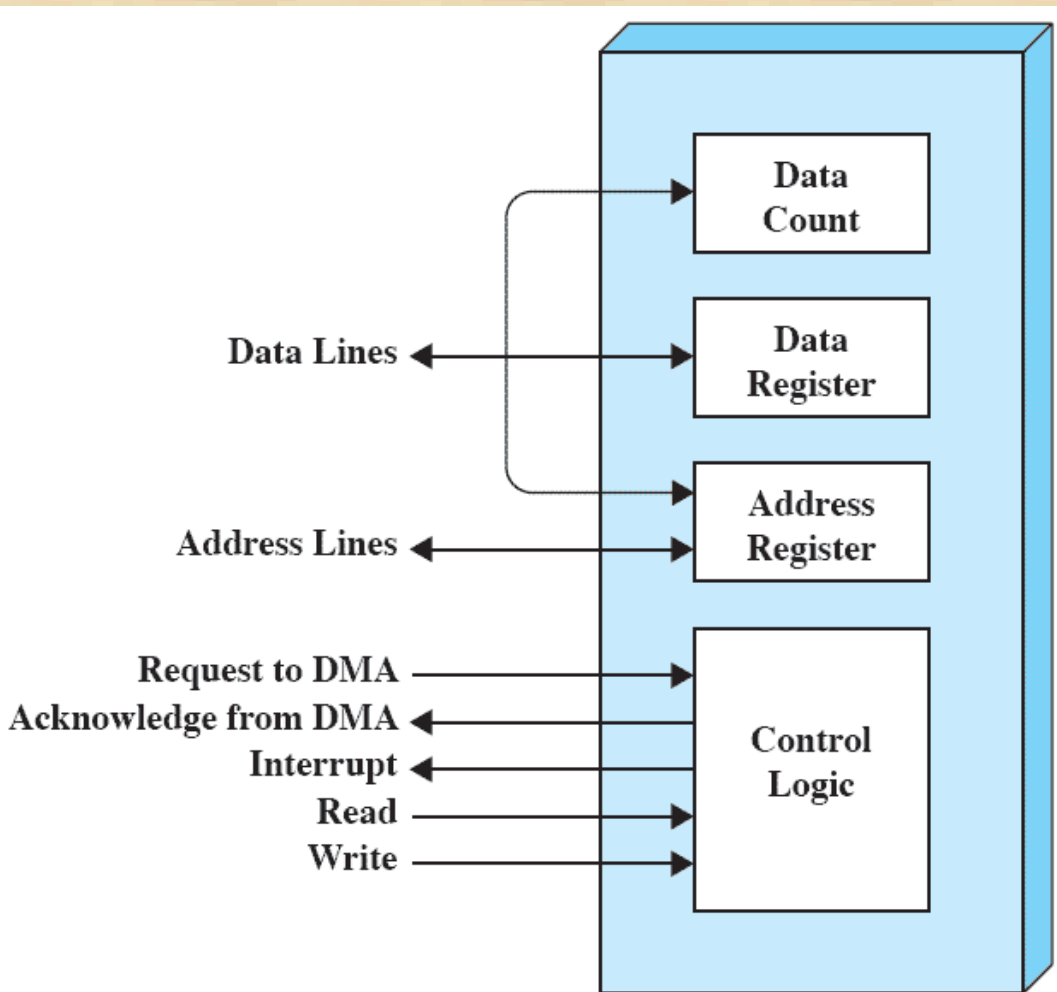 Data
Count
Data Lines
Data
Register
Address
Register
Address Lines
Request to DMA
Acknowledge from DMA
Interrupt
Read
Write
Control
Logic